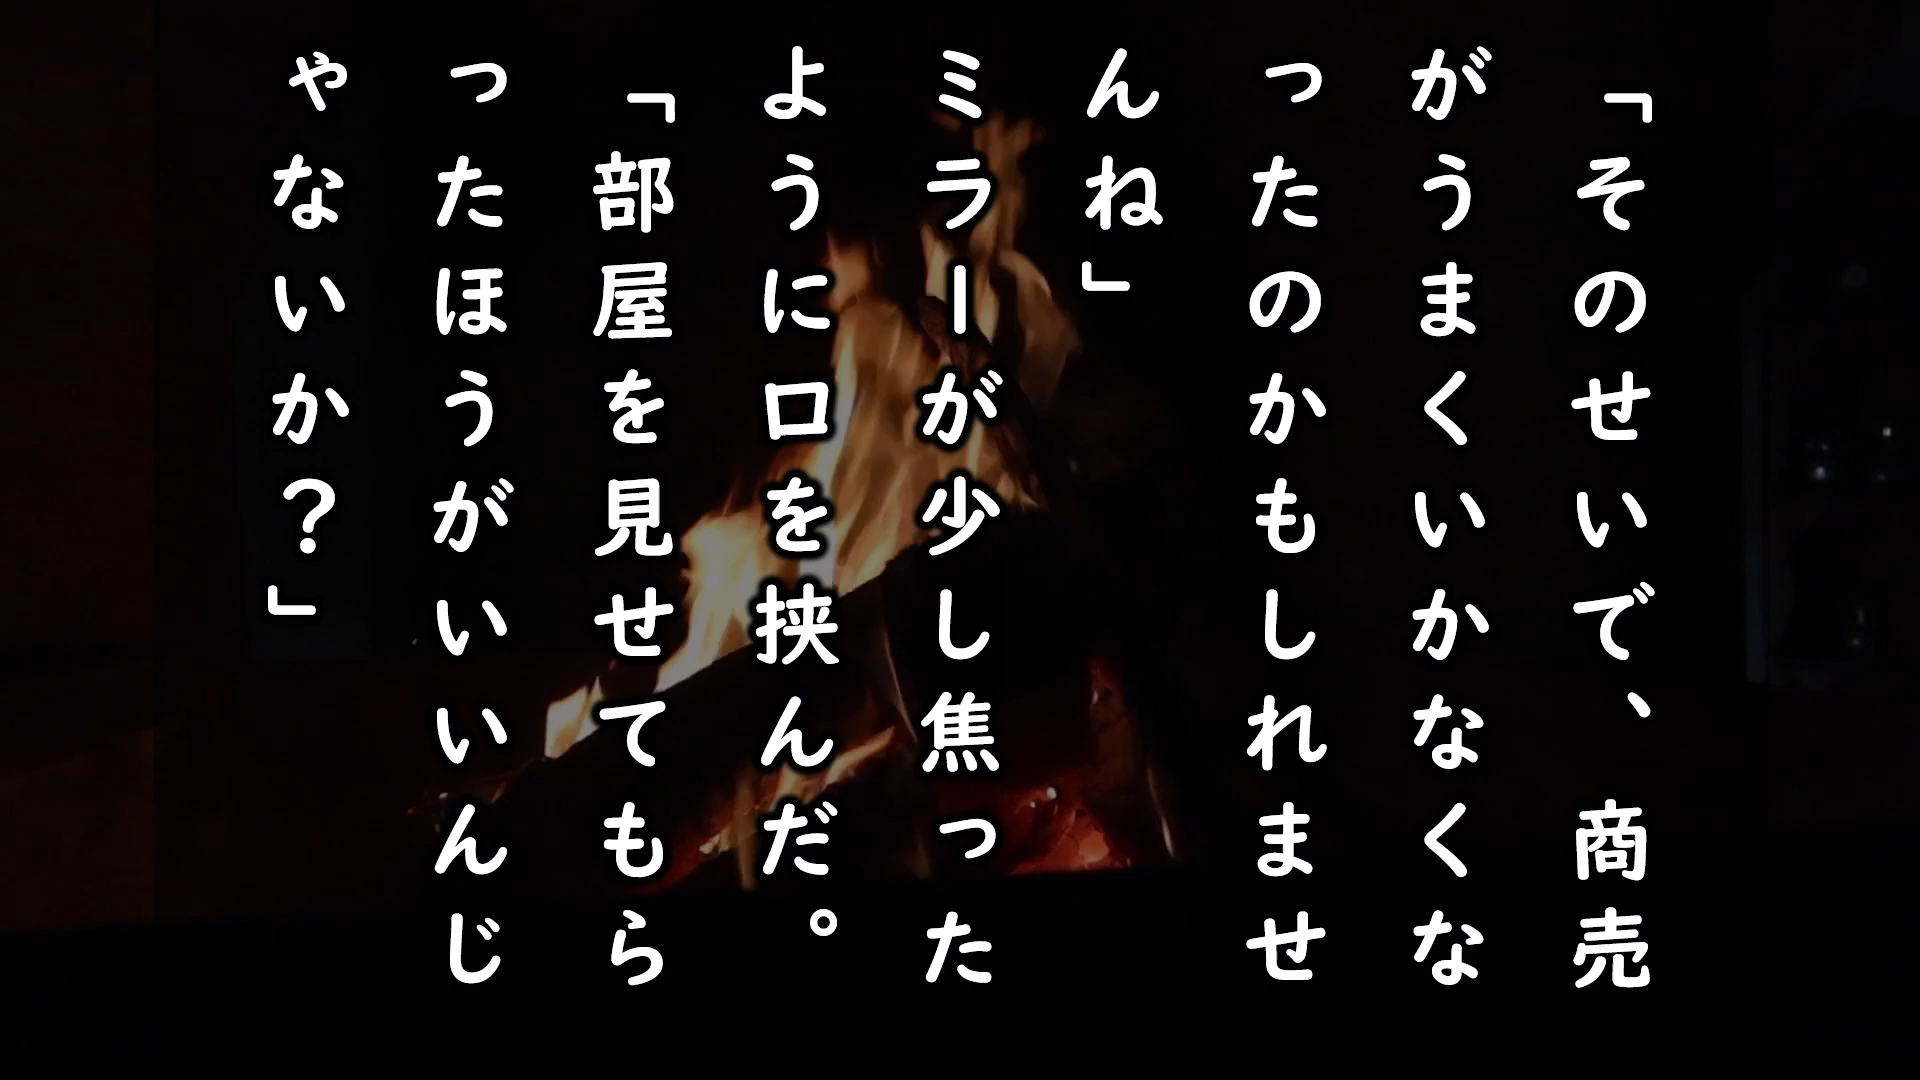 「そのせいで、商売
がうまくいかなくな
ったのかもしれませ
んね」
ミラーが少し焦った
ように口を挟んだ。
「部屋を見せてもら
ったほうがいいんじ
ゃないか？」